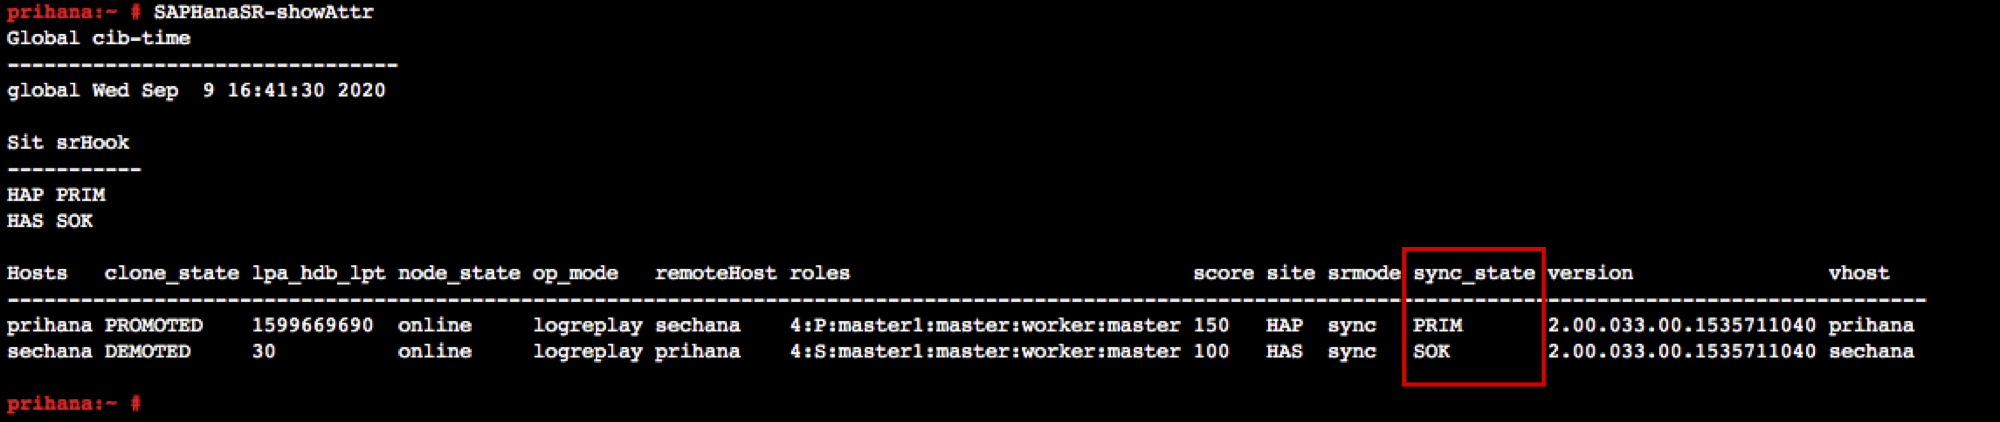 prihana:~ # SAPHanaSR-showAttr
Global cib-time
--------------------------------
global Wed Sep  9 16:41:30 2020
Sit srHook
-----------
HAP PRIM
HAS SOK
Hosts   clone_state lpa_hdb_lpt node_state op_mode   remoteHost roles                            score site srmode sync_state version                vhost
-------------------------------------------------------------------------------------------------------------------------------------------------------------
prihana PROMOTED    1599669690  online     logreplay sechana    4:P:master1:master:worker:master 150   HAP  sync   PRIM       2.00.033.00.1535711040 prihana
sechana DEMOTED     30          online     logreplay prihana    4:S:master1:master:worker:master 100   HAS  sync   SOK        2.00.033.00.1535711040 sechana
prihana:~ #